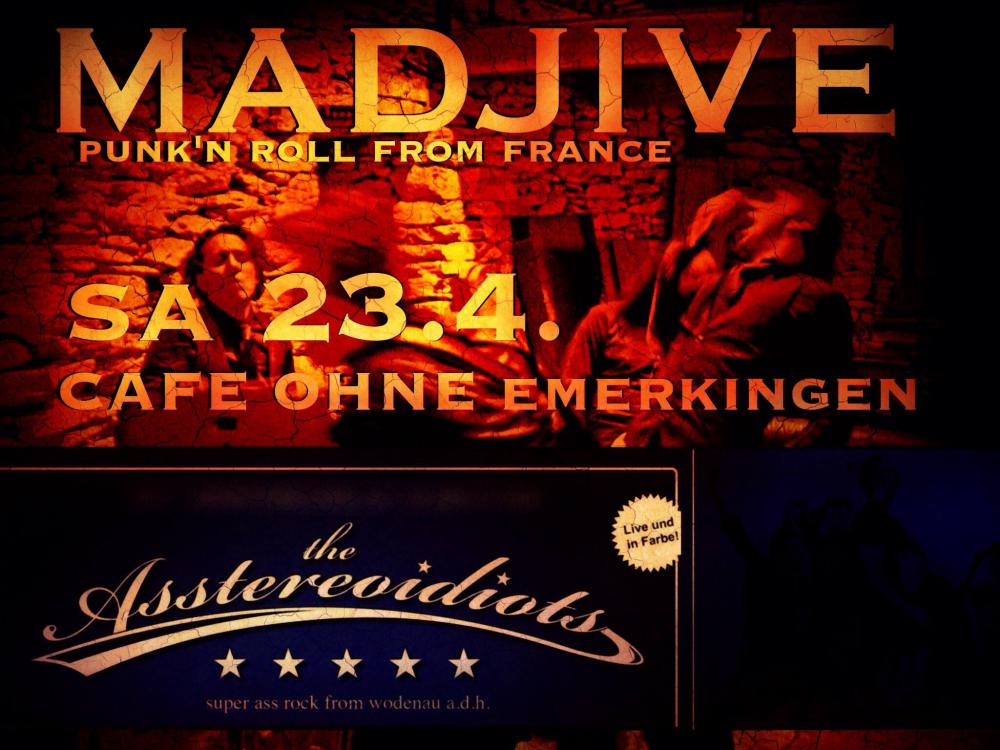 MADJIVE
PUNK'N ROLL FROM FRANCE
SA 23.4.
CAFE OHNE EMERKINGEN
Live und
in Farbe!
the
Asstereoidiots
super ass rock from wodenau a.d.h.